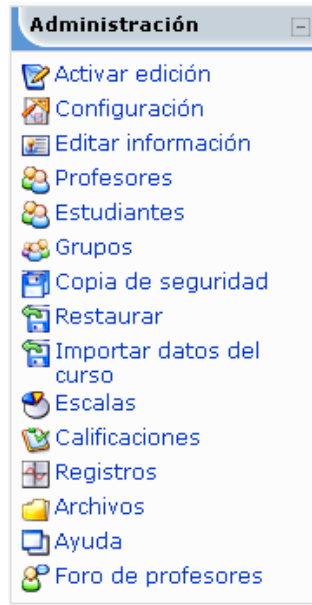 Administración
Activar edición
Configuración
Editar información
Profesores
Estudiantes
Grupos
Copia de seguridad
Restaurar
Importar datos del
curso
Escalas
Calificaciones
Registros
Archivos
Ayuda
Foro de profesores